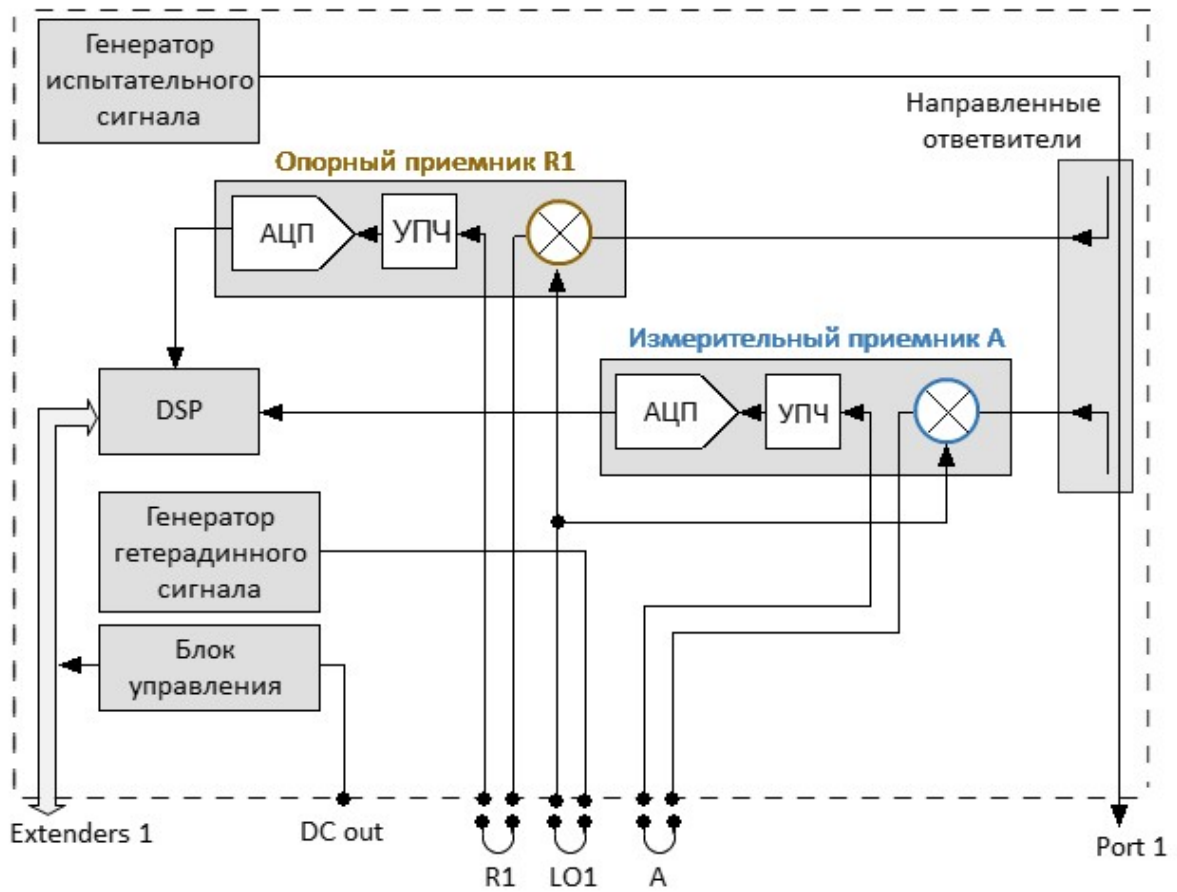 Генератор
испытательного
сигнала
Направленные
ответвители
Опорный приемник R1
АЦП
УПЧ
Измерительный приемник А
DSP
АЦП
УПЧ
Генератор
гетерадинного
сигнала
Блок
управления
Extenders 1
DC out
R1
LO1
A
Port 1